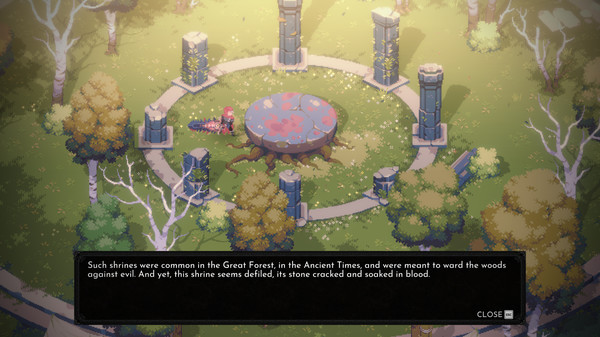 Such shrines were common in the Great Forest, in the Ancient Times, and were meant to ward the woods
against evil. And yet, this shrine seems defiled, its stone cracked and soaked in blood.
CLOSE